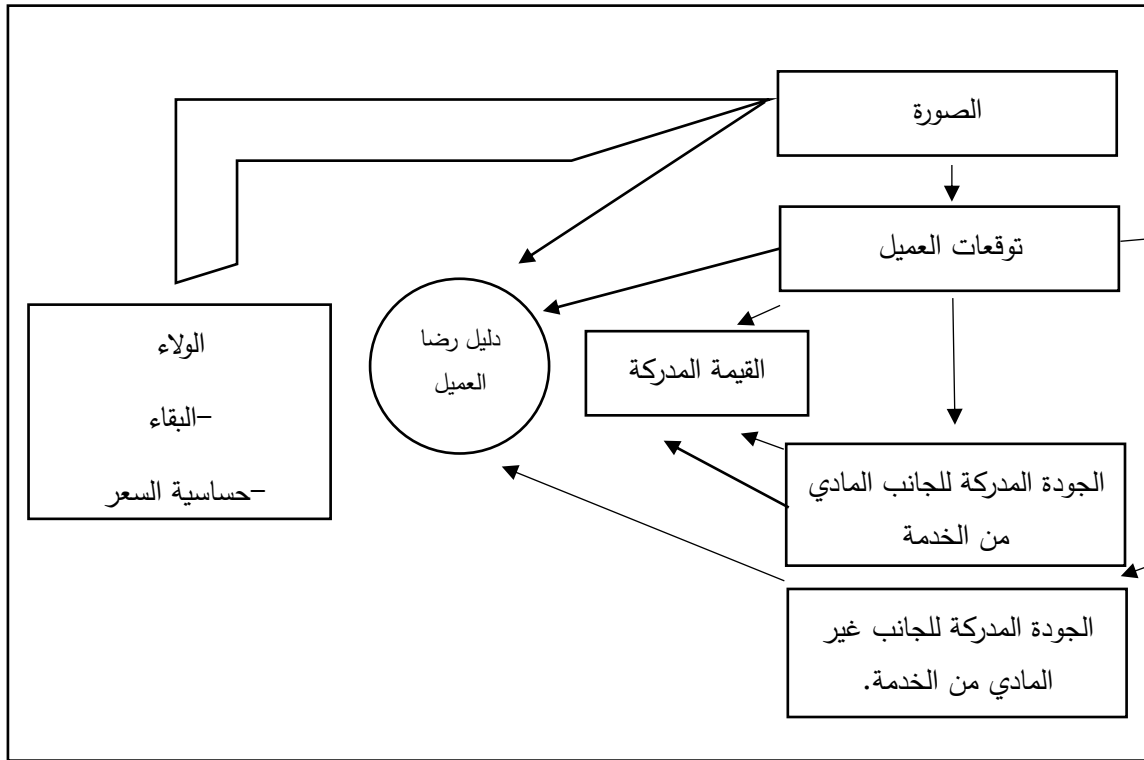 الصورة
توقعات العميل
القيمة المدركة
دليل رضا
العميل
الولاء
-البقاء
-حساسية السعر
الجودة المدركة للجانب المادي
من الخدمة
الجودة المدركة للجانب غير
المادي من الخدمة.